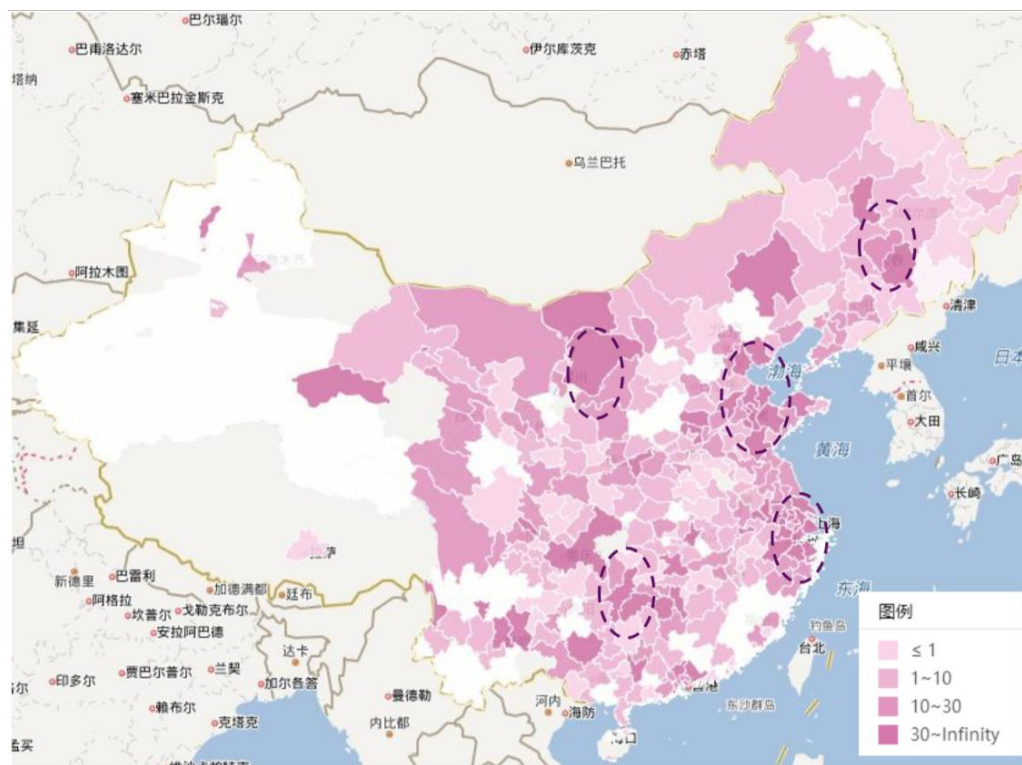 巴尔瑙尔
巴甫洛达尔
伊尔库茨克
赤塔
塔纳
塞米巴拉金斯克
乌兰巴托
阿拉木图
清津
集延
咸兴
渤海
日本
平壤
首尔
大田
黄海
广岛
长崎
上海
坦
拉萨
新德里
巴雷利
加德满都
廷布
东海
阿格拉
坎普尔
戈勒克布尔
安拉阿巴德
图例
钓鱼岛
台北
达卡
≤ 1
印多尔
贾巴尔普尔
兰契
加尔各答
曼德勒
河内
香港
1~10
赖布尔
海防
东沙群岛
10~30
克塔克
内比都
海口
30~Infinity
孟买